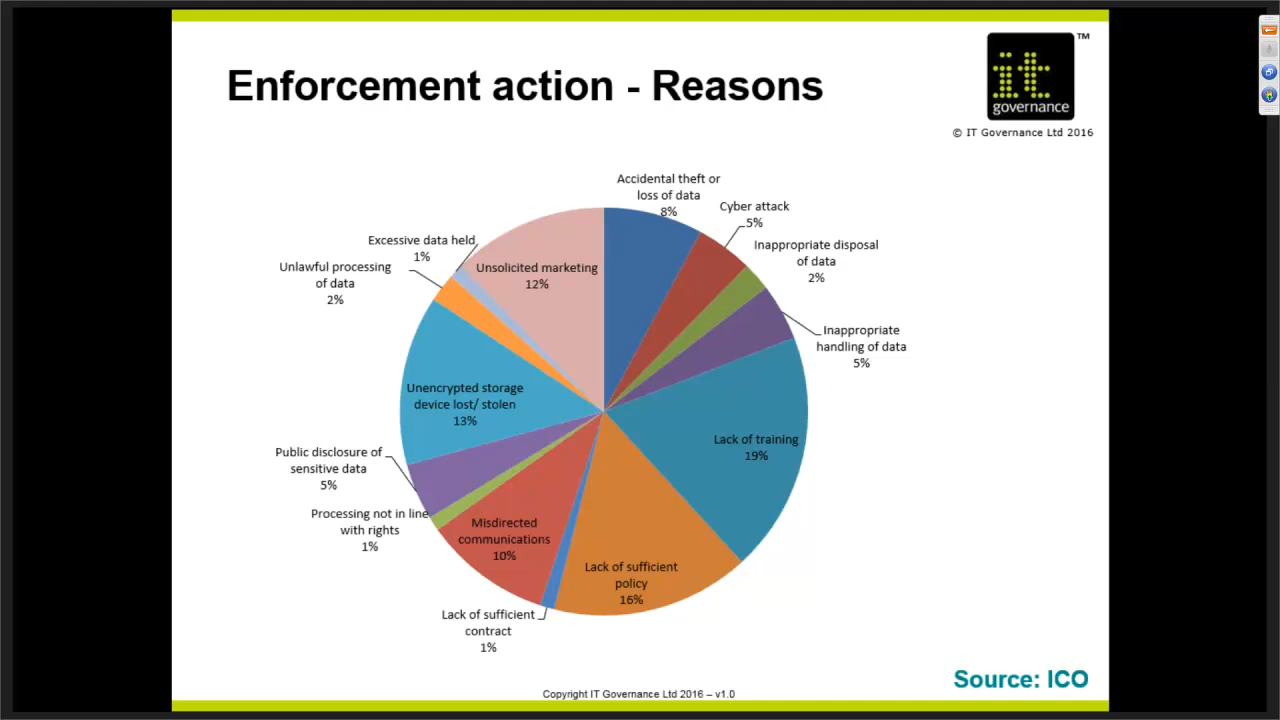 Enforcement action - Reasons
it
governance
TM
© IT Governance Ltd 2016
Accidental theft or
loss of data
8%
Cyber attack
5%
Inappropriate disposal
of data
2%
Inappropriate
handling of data
5%
Lack of training
19%
Lack of sufficient
policy
16%
Lack of sufficient
contract
1%
Misdirected
communications
10%
Processing not in line
with rights
1%
Public disclosure of
sensitive data
5%
Unencrypted storage
device lost/ stolen
13%
Unlawful processing
of data
2%
Excessive data held
1%
Unsolicited marketing
12%
Source: ICO
Copyright IT Governance Ltd 2016 – v1.0